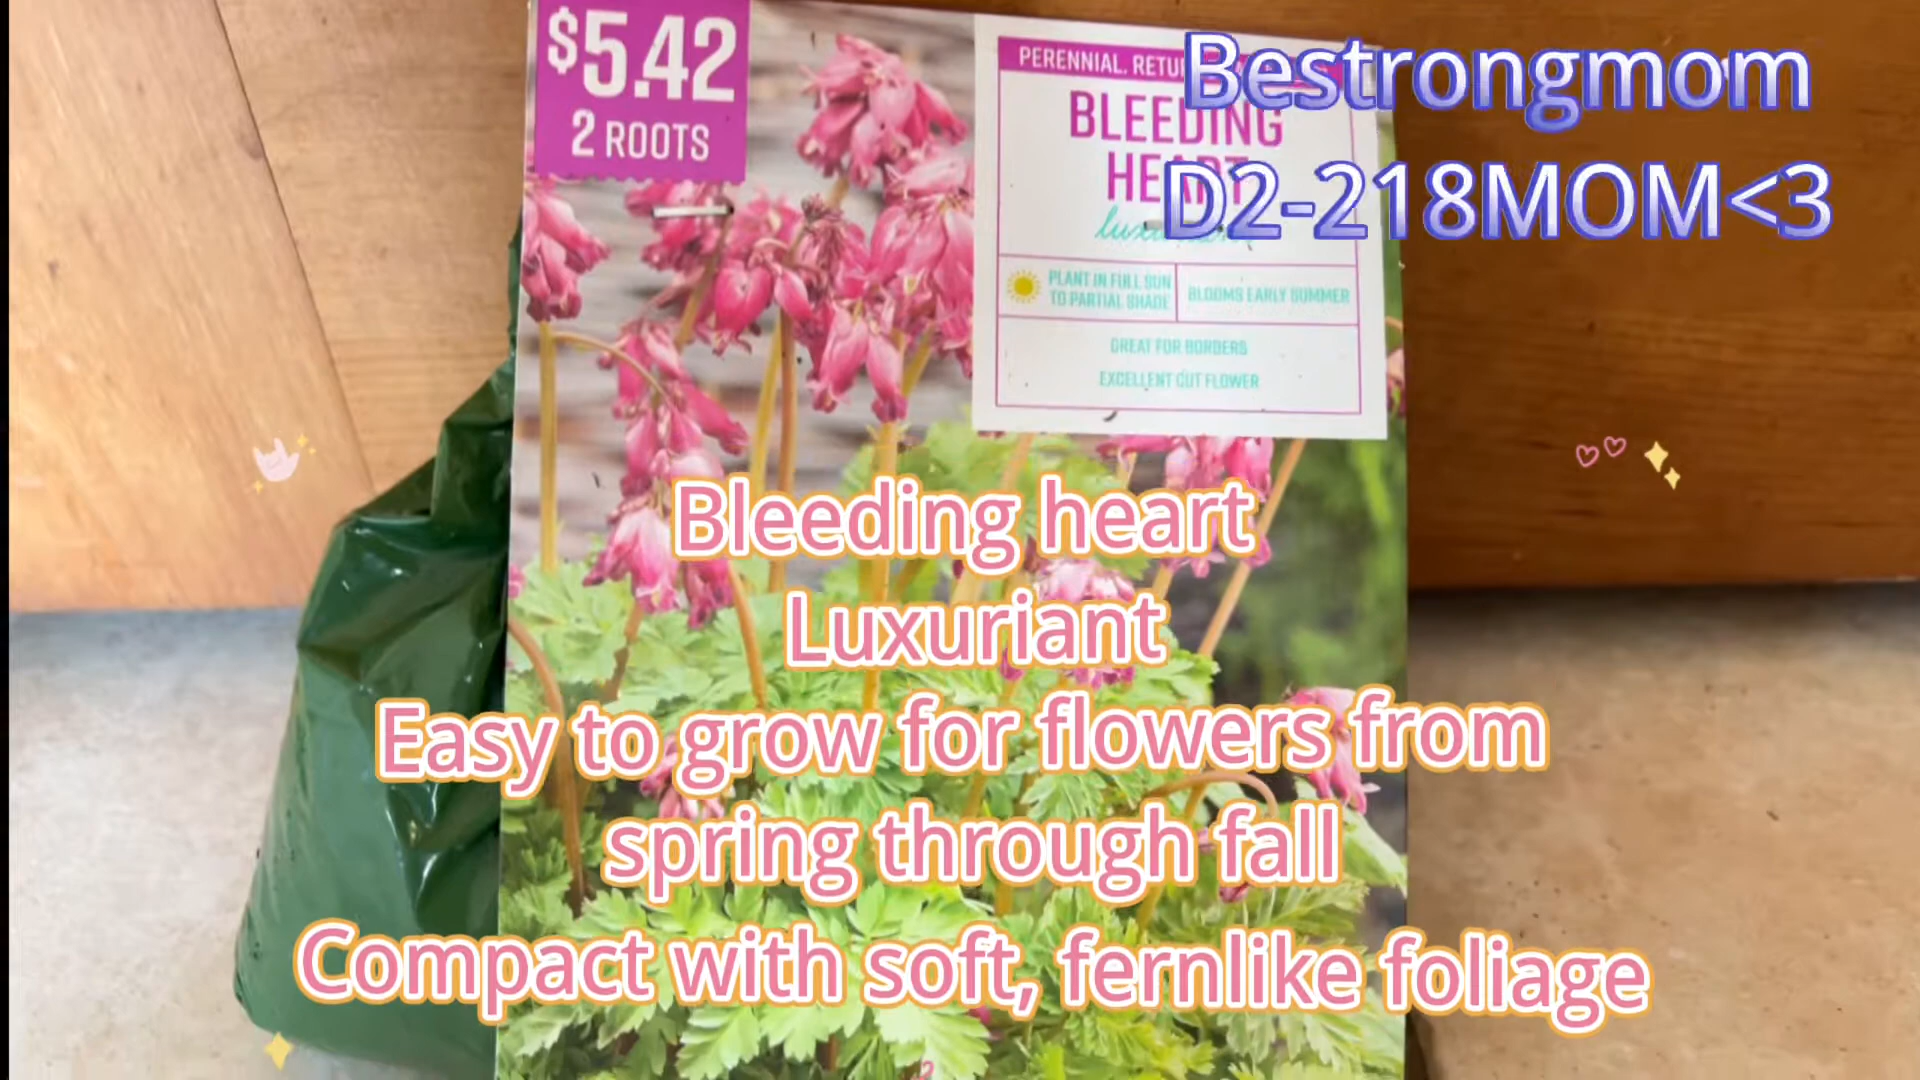 $5.42
2 ROOTS
PERENNIAL.
BLEEDING
HEART
PLANT IN FULL SUN
TO PARTIAL SHADE
BLOOMS EARLY SUMMER
GREAT FOR BORDERS
EXCELLENT CUT FLOWER
Bestrongmom
D2-218MOM<3
Bleeding heart
Luxuriant
Easy to grow for flowers from
spring through fall
Compact with soft, fernlike foliage